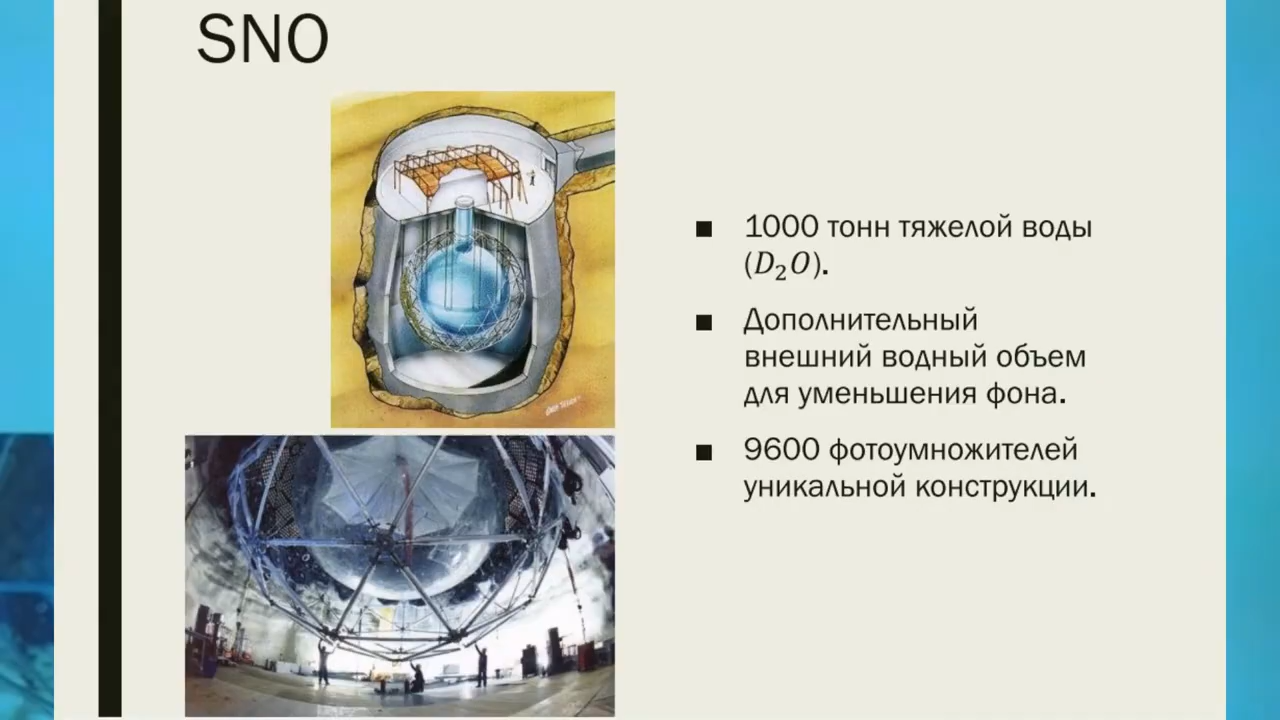 SNO
■ 1000 тонн тяжелой воды
(D₂O).
■ Дополнительный
внешний водный объем
для уменьшения фона.
■ 9600 фотоумножителей
уникальной конструкции.